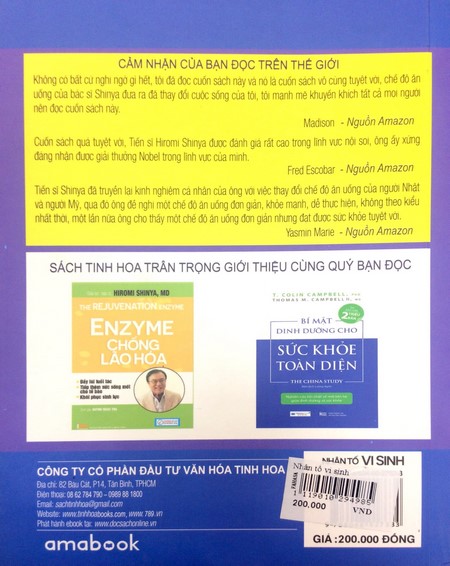 CẢM NHẬN CỦA BẠN ĐỌC TRÊN THẾ GIỚI
Không có bất cứ nghi ngờ gì hết, tôi đã đọc cuốn sách này và nó là cuốn sách vô cùng tuyệt vời, chế độ ăn
uống của bác sĩ Shinya đưa ra đã thay đổi cuộc sống của tôi, tôi mạnh mẽ khuyến khích tất cả mọi người
nên đọc cuốn sách này.
Madison - Nguồn Amazon
Cuốn sách quả tuyệt vời, Tiến sĩ Hiromi Shinya được đánh giá rất cao trong lĩnh vực nội soi, ông ấy xứng
đáng nhận được giải thưởng Nobel trong lĩnh vực của mình.
Fred Escobar - Nguồn Amazon
Tiến sĩ Shinya đã truyền lại kinh nghiệm cá nhân của ông với việc thay đổi chế độ ăn uống của người Nhật
và người Mỹ, qua đó ông đề nghị một chế độ ăn uống đơn giản, khỏe mạnh, dễ thực hiện, không theo kiểu
nhất thời, một lần nữa ông cho thấy một chế độ ăn uống đơn giản nhưng đạt được sức khỏe tuyệt vời.
Yasmin Marie - Nguồn Amazon
SÁCH TINH HOA TRÂN TRỌNG GIỚI THIỆU CÙNG QUÝ BẠN ĐỌC
HIROMI SHINYA, MD
THE REJUVENATION ENZYME
ENZYME
CHỐNG
LÃO HÓA
Đẩy lùi tuổi tác
Tiếp thêm sức sống mới
cho tế bào
Khôi phục sinh lực
T. COLIN CAMPBELL, PhD
THOMAS M. CAMPBELL II, MD
2
BÍ MẬT
DINH DƯỠNG CHO
SỨC KHỎE
TOÀN DIỆN
THE CHINA STUDY
CÔNG TY CỔ PHẦN ĐẦU TƯ VĂN HÓA TINH HOA
Địa chỉ: 82 Bàu Cát, P14, Tân Bình, TPHCM
Điện thoại: 08 62 784 790 - 0989 88 1800
Email: sachtinhhoa@gmail.com
Website: www.tinhhoabooks.com, www.789.vn
Phát hành ebook tại: www.docsachonline.vn
amabook
NHÂN TỐ VI SINH
Nhân tố vi sinh
FAHASA
200.000
VND
GIÁ : 200.000 ĐỒNG